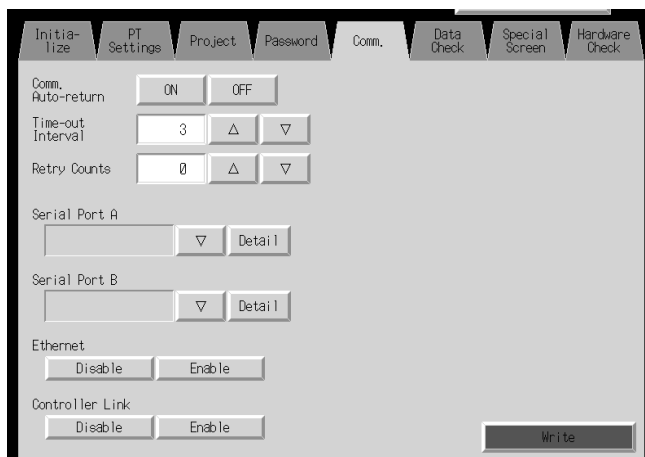 Initia-
lize
PT
Settings
Project
Password
Comm.
Data
Check
Special
Screen
Hardware
Check
Comm.
Auto-return
ON
OFF
Time-out
Interval
3
△
▽
Retry Counts
0
△
▽
Serial Port A
▽
Detail
Serial Port B
▽
Detail
Ethernet
Disable
Enable
Controller Link
Disable
Enable
Write